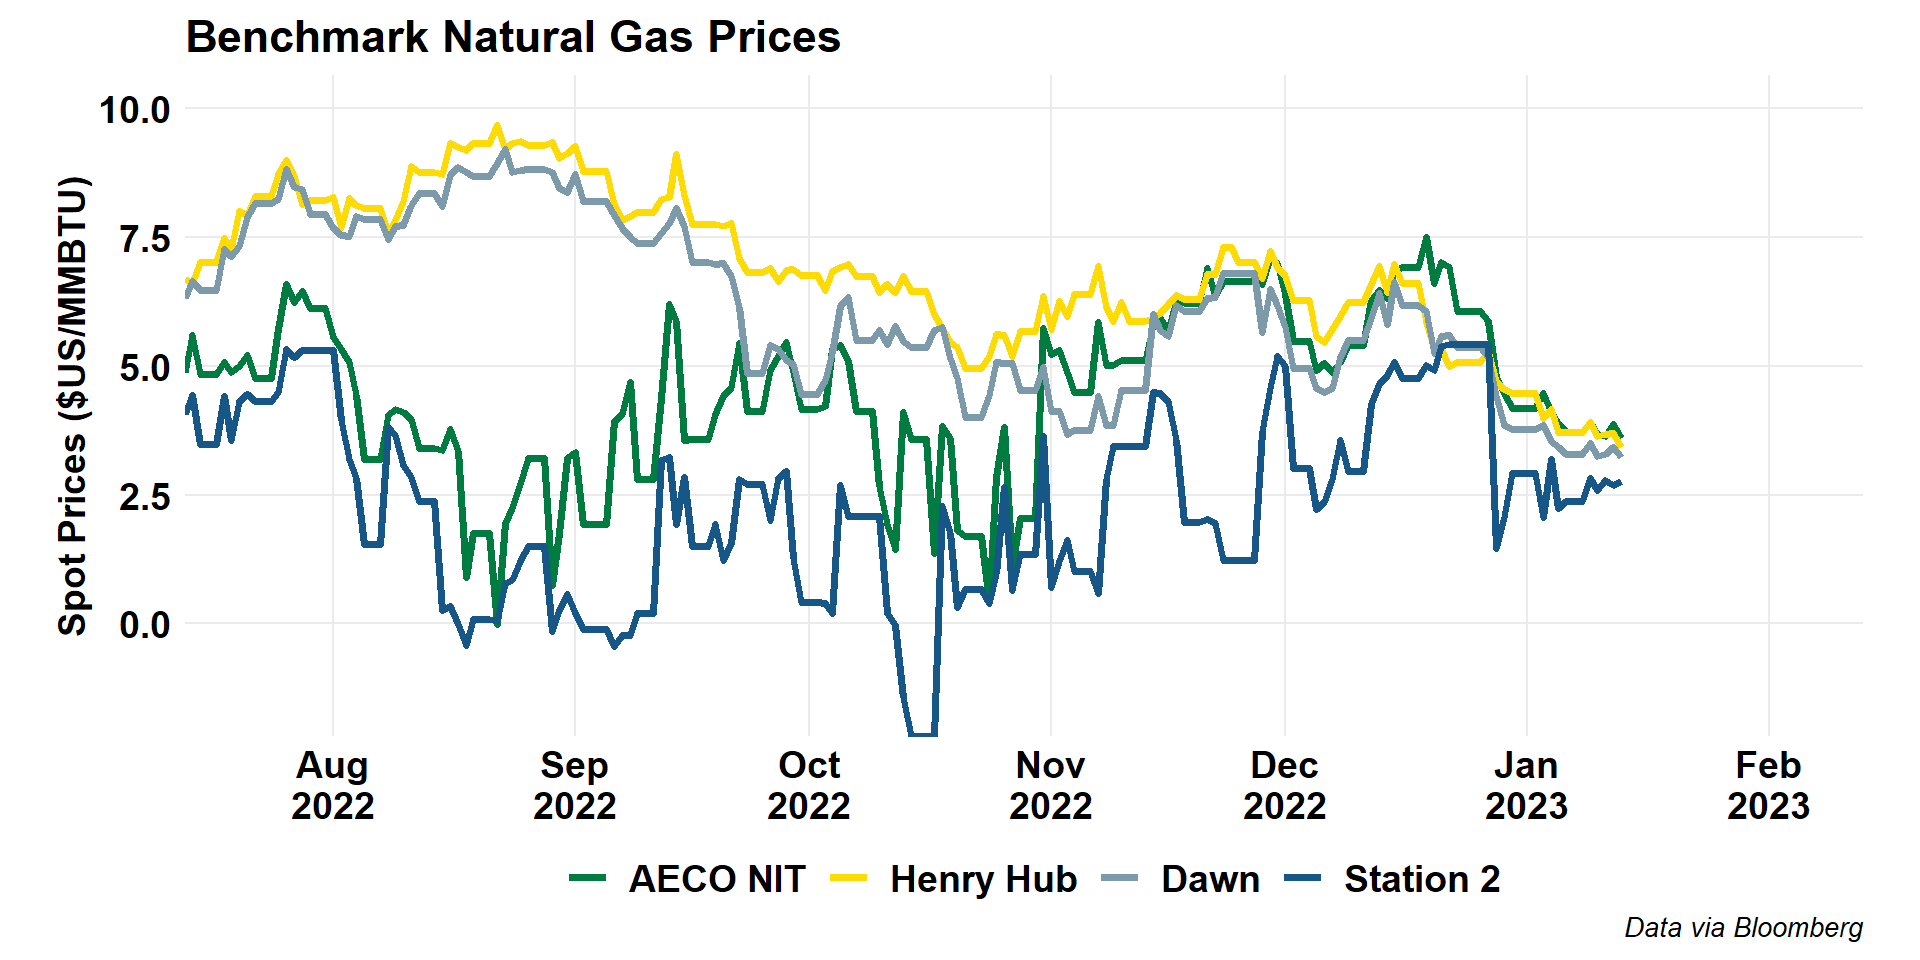 Benchmark Natural Gas Prices
Spot Prices ($US/MMBTU)
10.0
7.5
5.0
2.5
0.0
Aug 2022
Sep 2022
Oct 2022
Nov 2022
Dec 2022
Jan 2023
Feb 2023
AECO NIT Henry Hub Dawn Station 2
Data via Bloomberg